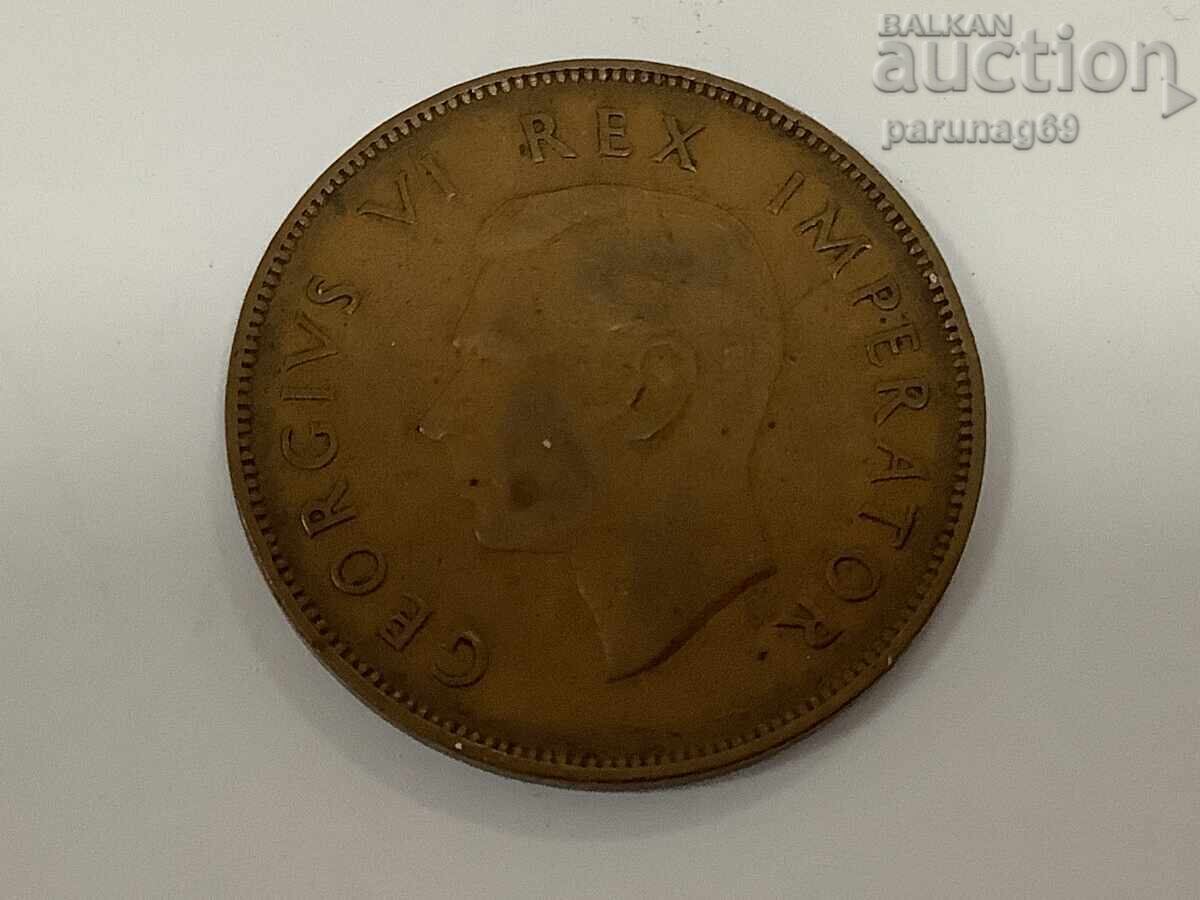 BALKAN
auction
parunag69
GEORGIVS VI REX IMPERATOR